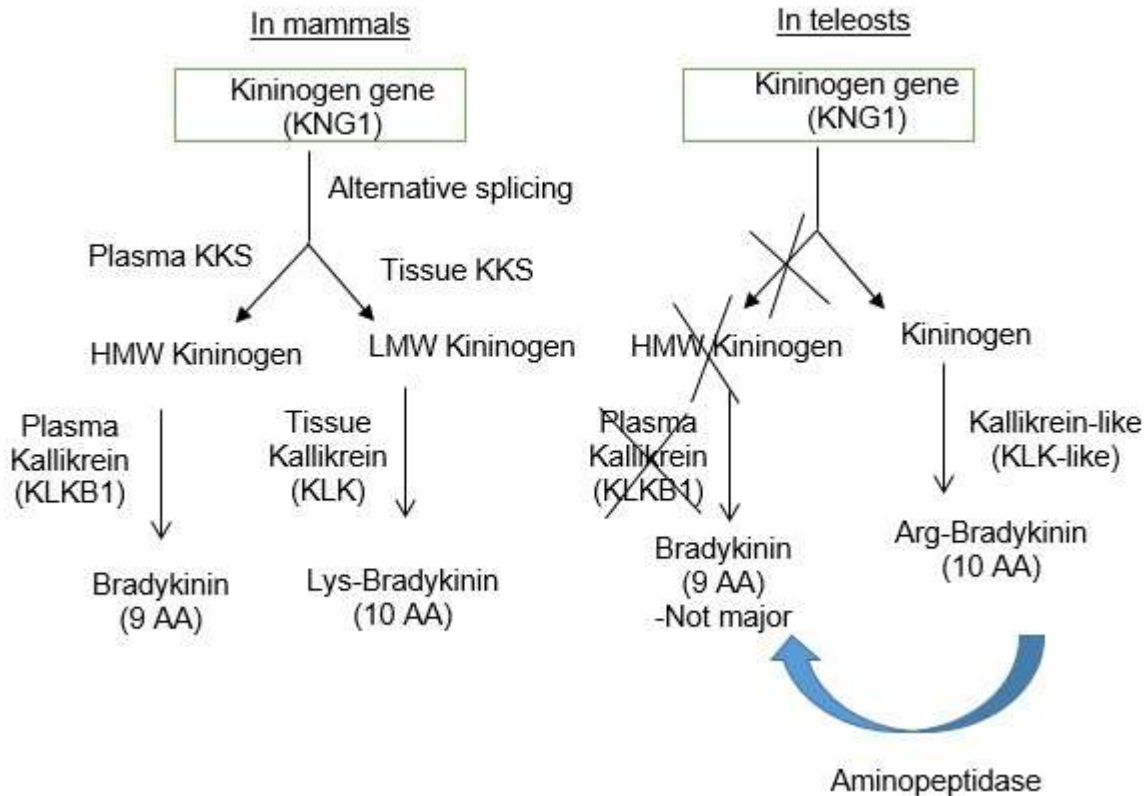 In mammals
Kininogen gene
(KNG1)
Alternative splicing
Plasma KKS
Tissue KKS
HMW Kininogen
LMW Kininogen
Plasma
Kallikrein
(KLKB1)
Tissue
Kallikrein
(KLK)
Bradykinin
(9 AA)
Lys-Bradykinin
(10 AA)
In teleosts
Kininogen gene
(KNG1)
HMW Kininogen
Kininogen
Plasma
Kallikrein
(KLKB1)
Kallikrein-like
(KLK-like)
Bradykinin
(9 AA)
-Not major
Arg-Bradykinin
(10 AA)
Aminopeptidase